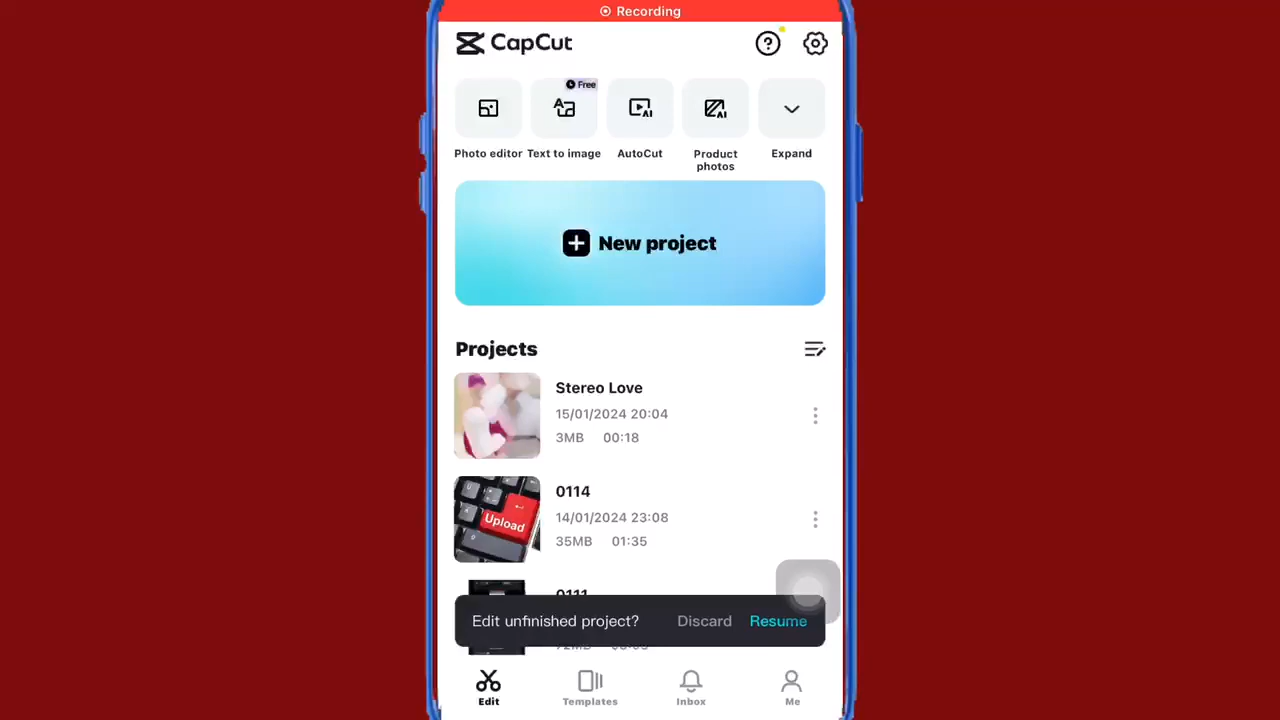 Recording
CapCut
Free
Photo editor
Text to image
AutoCut
Product
photos
Expand
New project
Projects
Stereo Love
15/01/2024 20:04
3MB 00:18
Upload
0114
14/01/2024 23:08
35MB 01:35
Edit unfinished project? Discard Resume
Edit
Templates
Inbox
Me